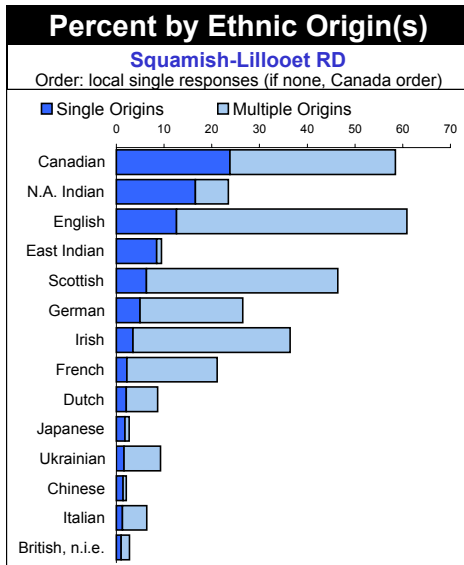 Percent by Ethnic Origin(s)
Squamish-Lillooet RD
Order: local single responses (if none, Canada order)
Single Origins Multiple Origins
0 10 20 30 40 50 60 70
Canadian
N.A. Indian
English
East Indian
Scottish
German
Irish
French
Dutch
Japanese
Ukrainian
Chinese
Italian
British, n.i.e.